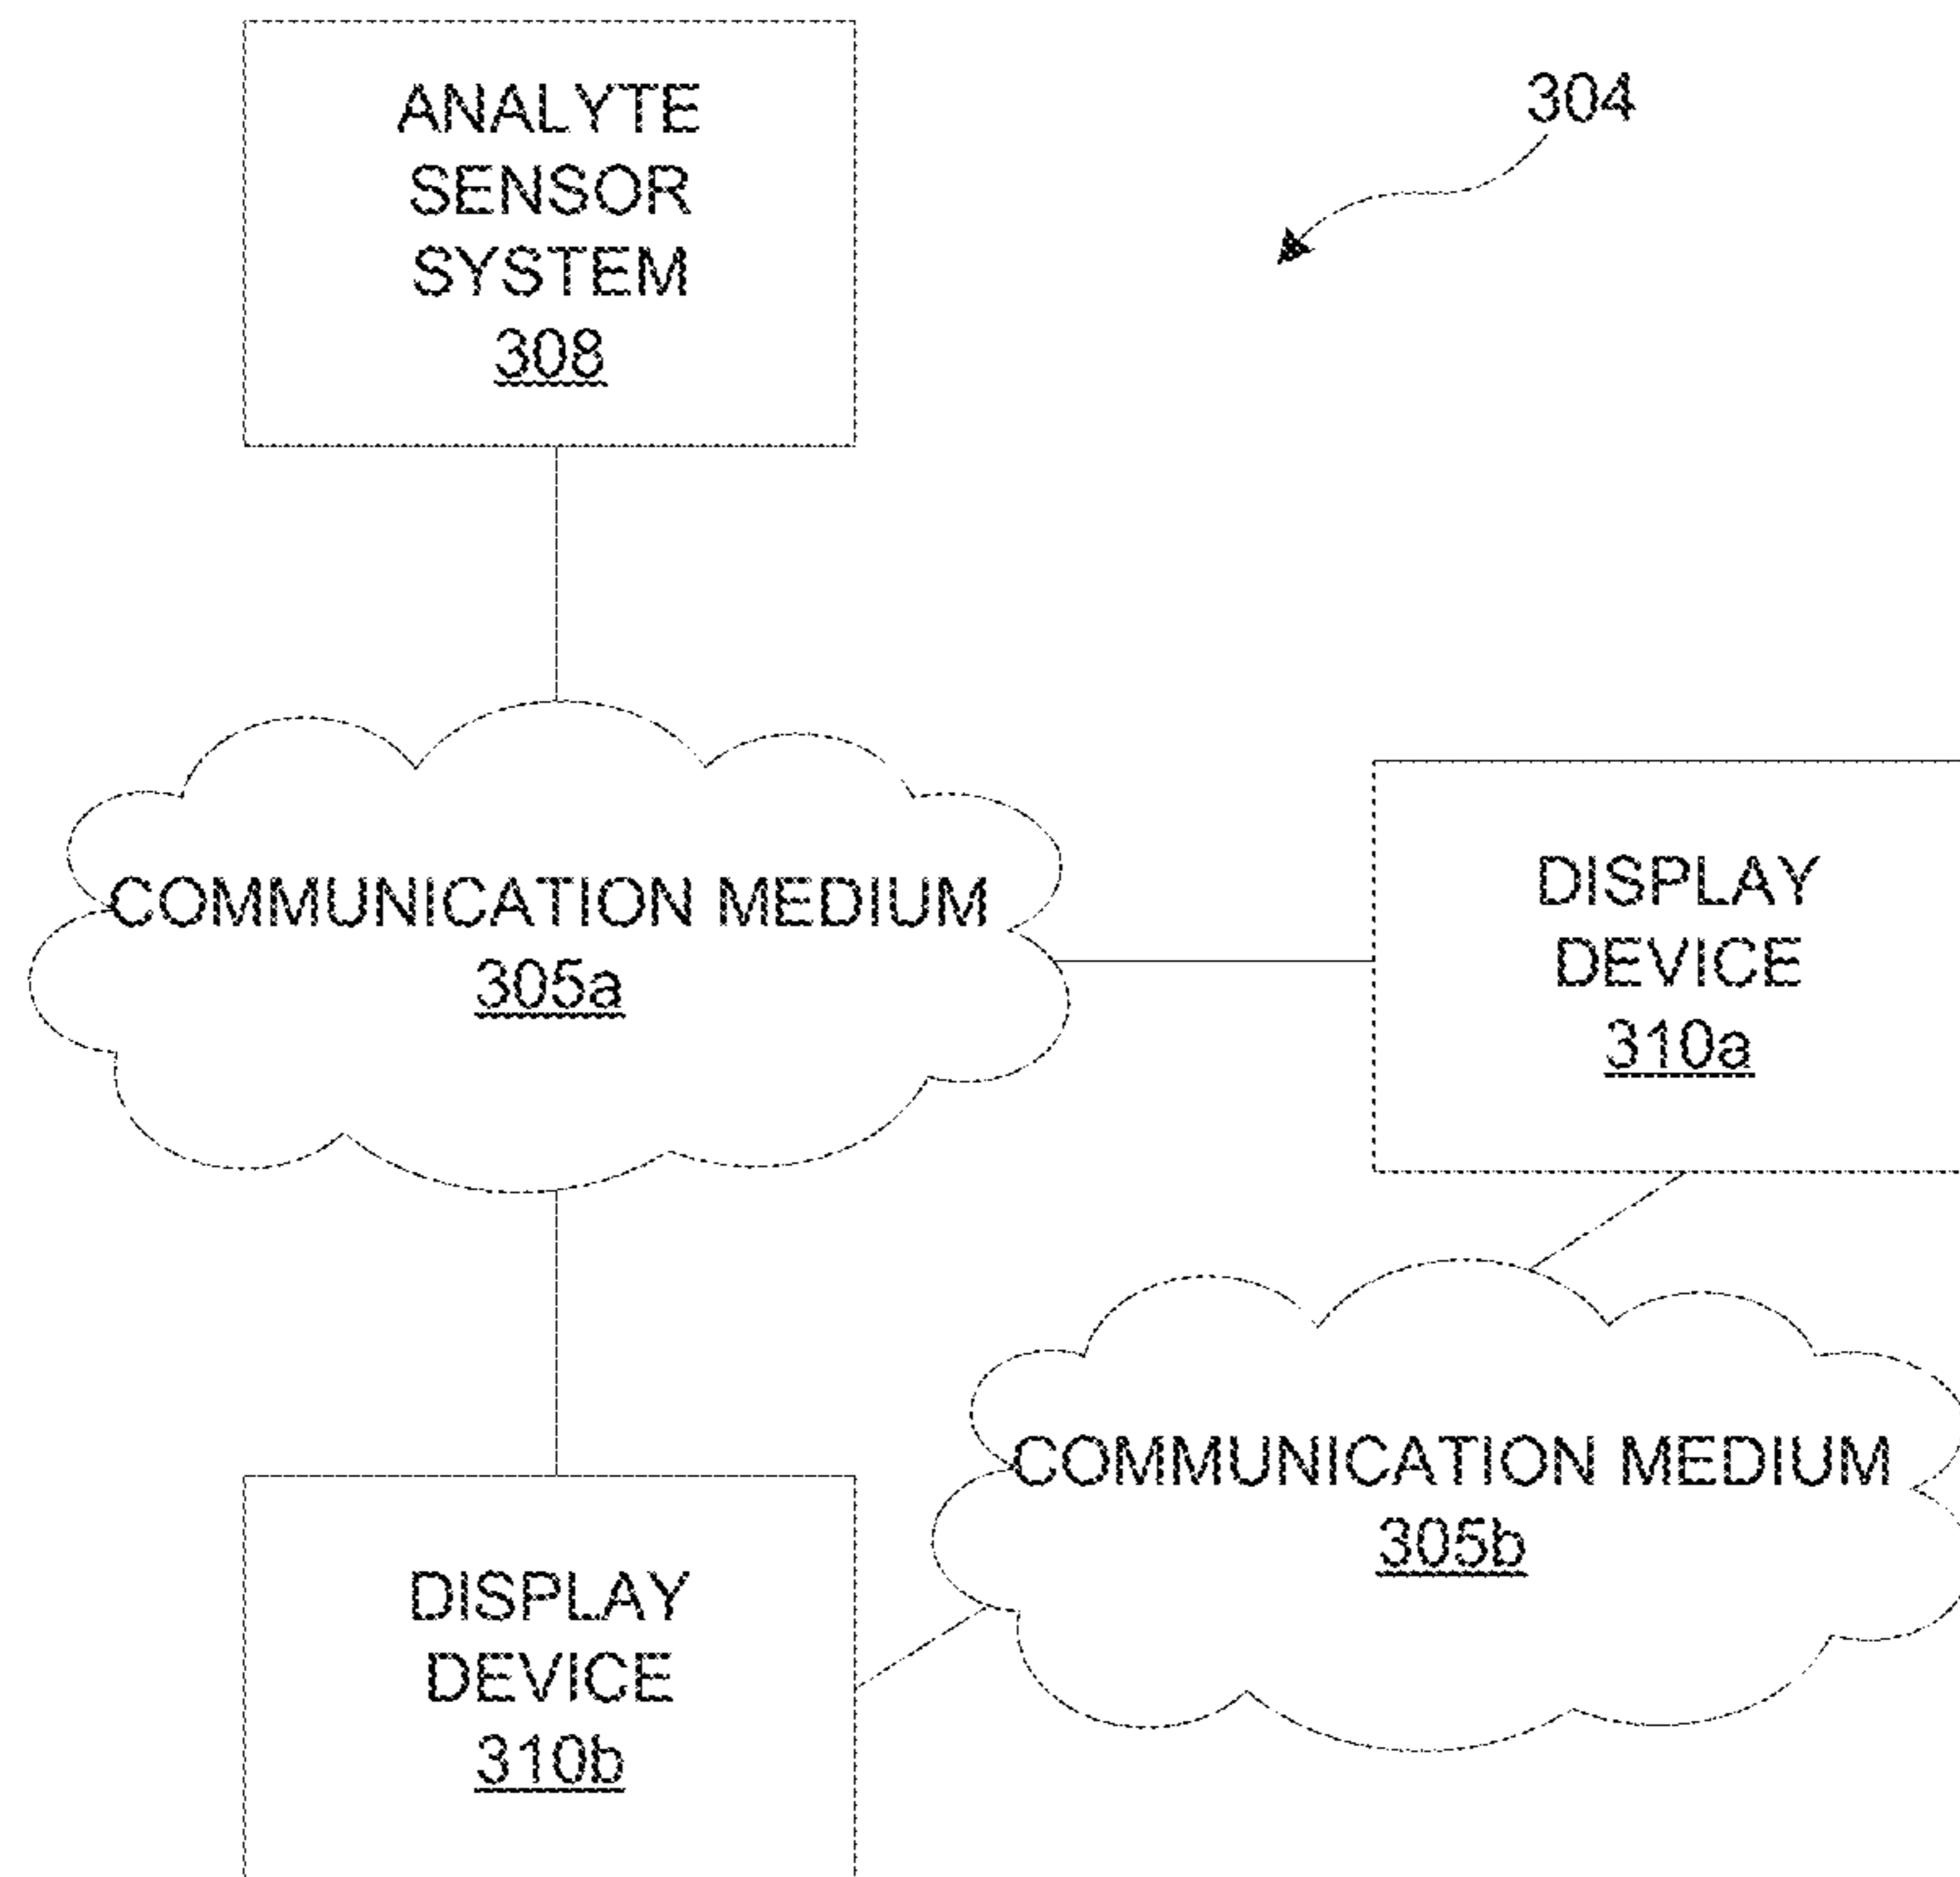 ANALYTE
SENSOR
SYSTEM
308
304
COMMUNICATION MEDIUM
305a
DISPLAY
DEVICE
310a
COMMUNICATION MEDIUM
305b
DISPLAY
DEVICE
310b